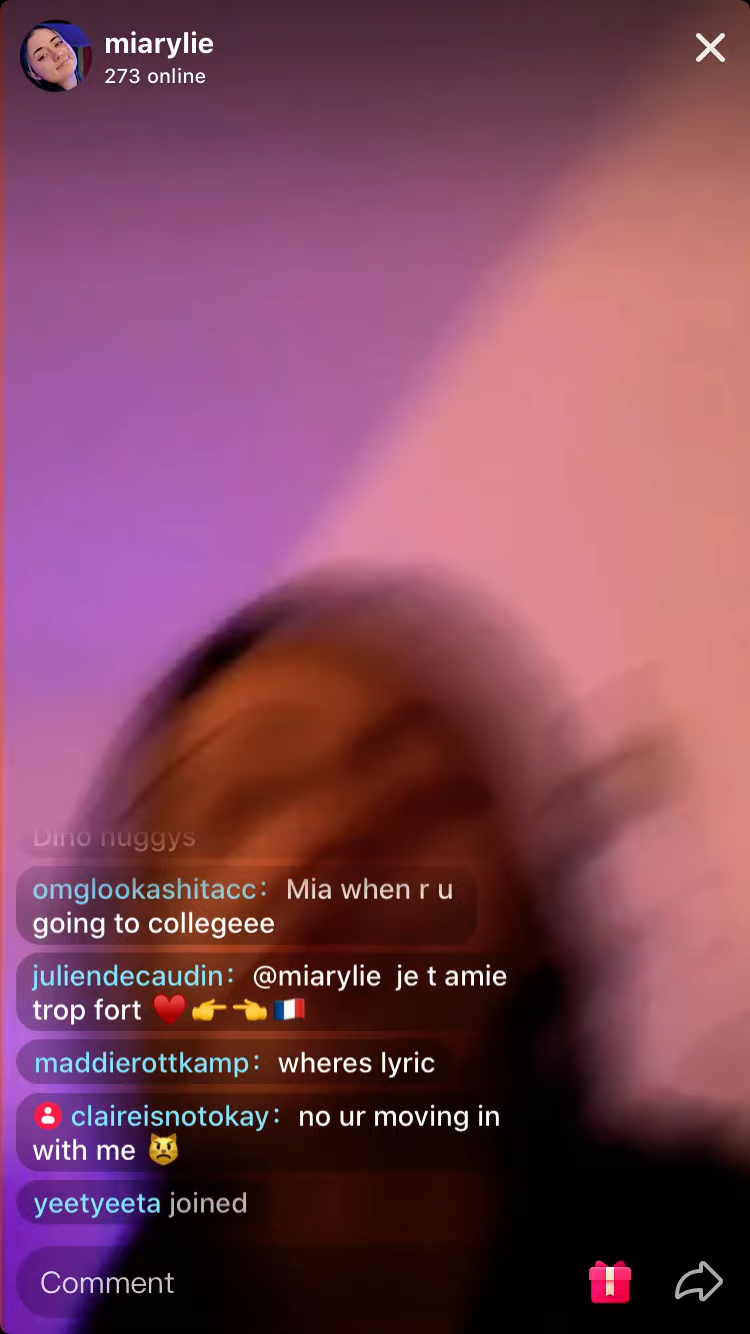 miarylie
273 online
Dino nuggys
omglookashitacc: Mia when r u
going to collegeee
juliendecaudin: @miarylie je t amie
trop fort ❤️👉👈🇫🇷
maddierottkamp: wheres lyric
claireisnotokay: no ur moving in
with me 😾
yeetyeeta joined
Comment